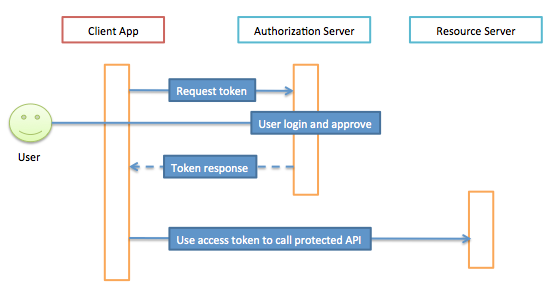 Client App
Authorization Server
Resource Server
Request token
User login and approve
User
Token response
Use access token to call protected API